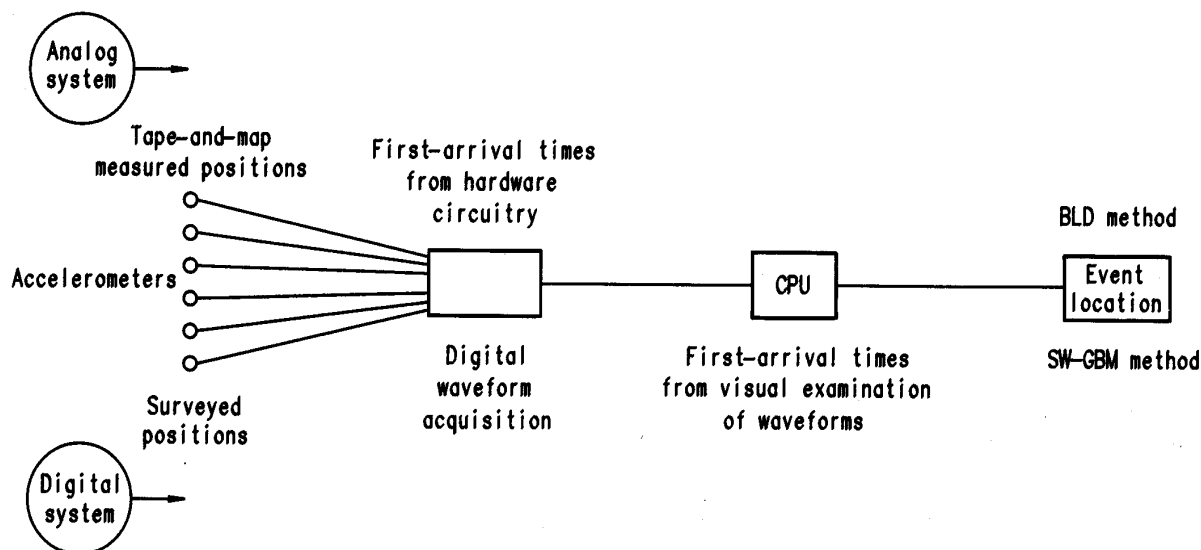 Analog
system
Tape-and-map
measured positions
First-arrival times
from hardware
circuitry
BLD method
Accelerometers
CPU
Event
location
Digital
waveform
acquisition
First-arrival times
from visual examination
of waveforms
SW-GBM method
Surveyed
positions
Digital
system